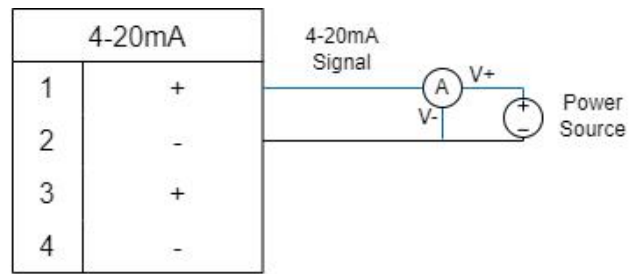 4-20mA
1 +
2 -
3 +
4 -
4-20mA
Signal
A
V+
V-
+
-
Power
Source